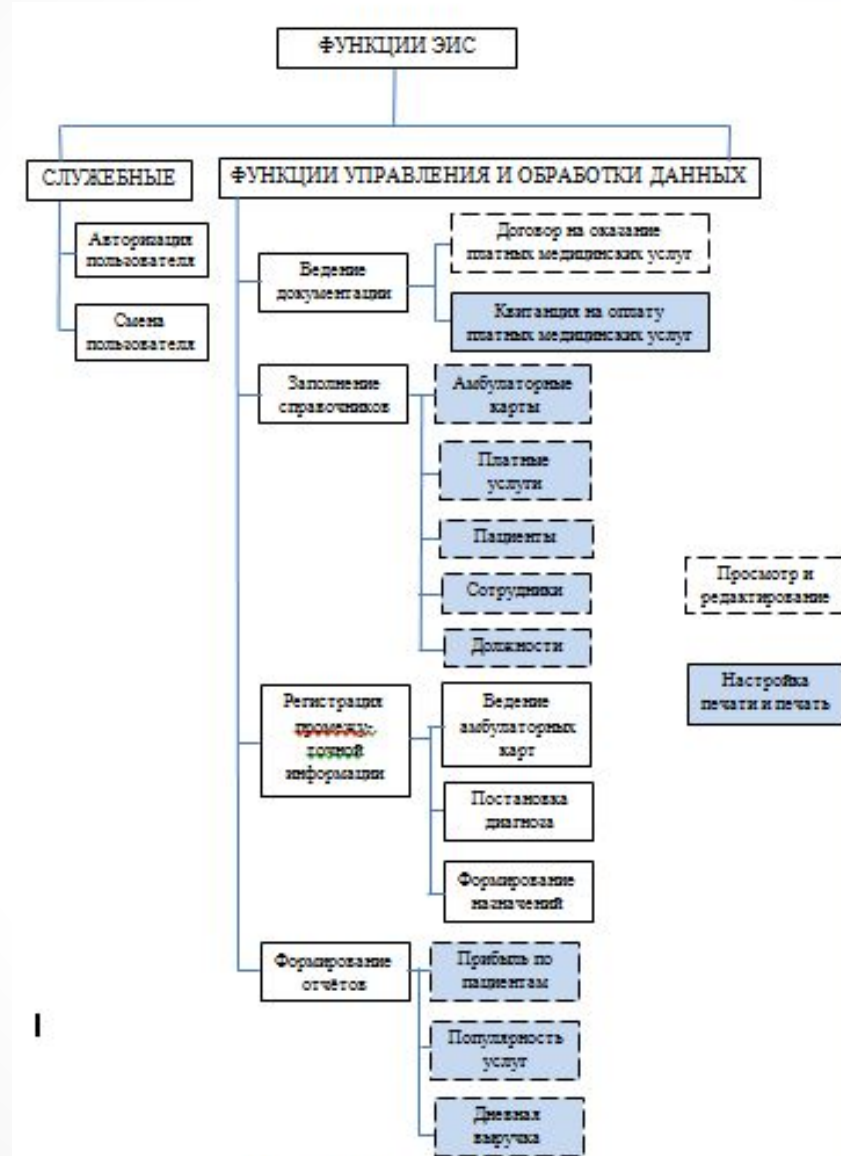 ФУНКЦИИ ЭИС
СЛУЖЕБНЫЕ
Авторизация
пользователя
Смена
пользователя
ФУНКЦИИ УПРАВЛЕНИЯ И ОБРАБОТКИ ДАННЫХ
Ведение
документации
Договор на оказание
платных медицинских услуг
Квитанция на оплату
платных медицинских услуг
Заполнение
справочников
Амбулаторные
карты
Платные
услуги
Пациенты
Сотрудники
Должности
Регистрация
промежу-
точной
информации
Ведение
амбулаторных
карт
Постановка
диагноза
Формирование
назначений
Формирование
отчётов
Прибыль по
пациентам
Популярность
услуг
Дневная
выручка
Просмотр и
редактирование
Настройка
печати и печать